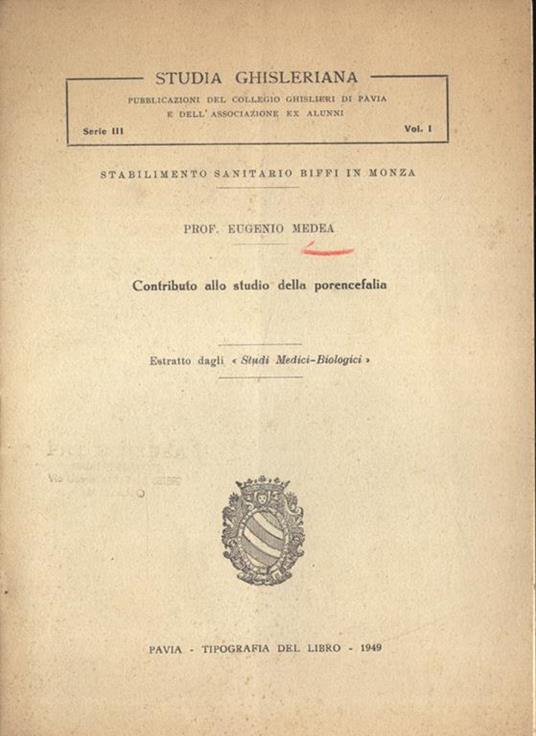 STUDIA GHISLERIANA
PUBBLICAZIONI DEL COLLEGIO GHISLIERI DI PAVIA
E DELL'ASSOCIAZIONE EX ALUNNI
Serie III Vol. I
STABILIMENTO SANITARIO BIFFI IN MONZA
PROF. EUGENIO MEDEA
Contributo allo studio della porencefalia
Estratto dagli « Studi Medici-Biologici »
Via
PAVIA - TIPOGRAFIA DEL LIBRO - 1949